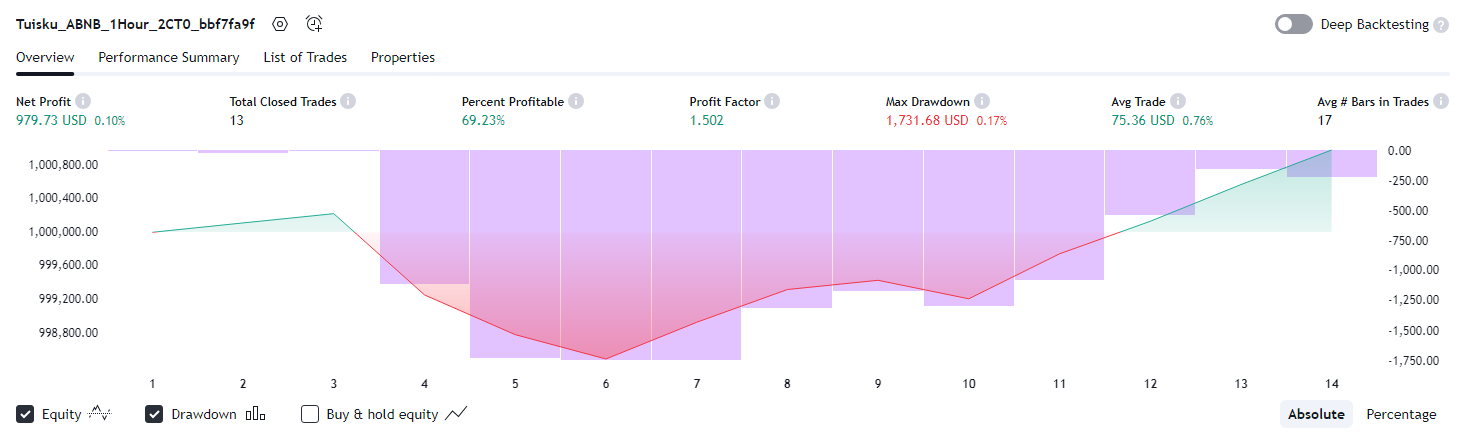 Tuisku_ABNB_1Hour_2CT0_bbf7fa9f Deep Backtesting
Overview Performance Summary List of Trades Properties
Net Profit Total Closed Trades Percent Profitable Profit Factor Max Drawdown Avg Trade Avg # Bars in Trades
979.73 USD 0.10% 13 69.23% 1.502 1,731.68 USD 0.17% 75.36 USD 0.76% 17
1,000,800.00 0.00
-250.00
1,000,400.00 -500.00
1,000,000.00 -750.00
999,600.00 -1,000.00
999,200.00 -1,250.00
998,800.00 -1,500.00
-1,750.00
1 2 3 4 5 6 7 8 9 10 11 12 13 14
Equity Drawdown Buy & hold equity Absolute Percentage